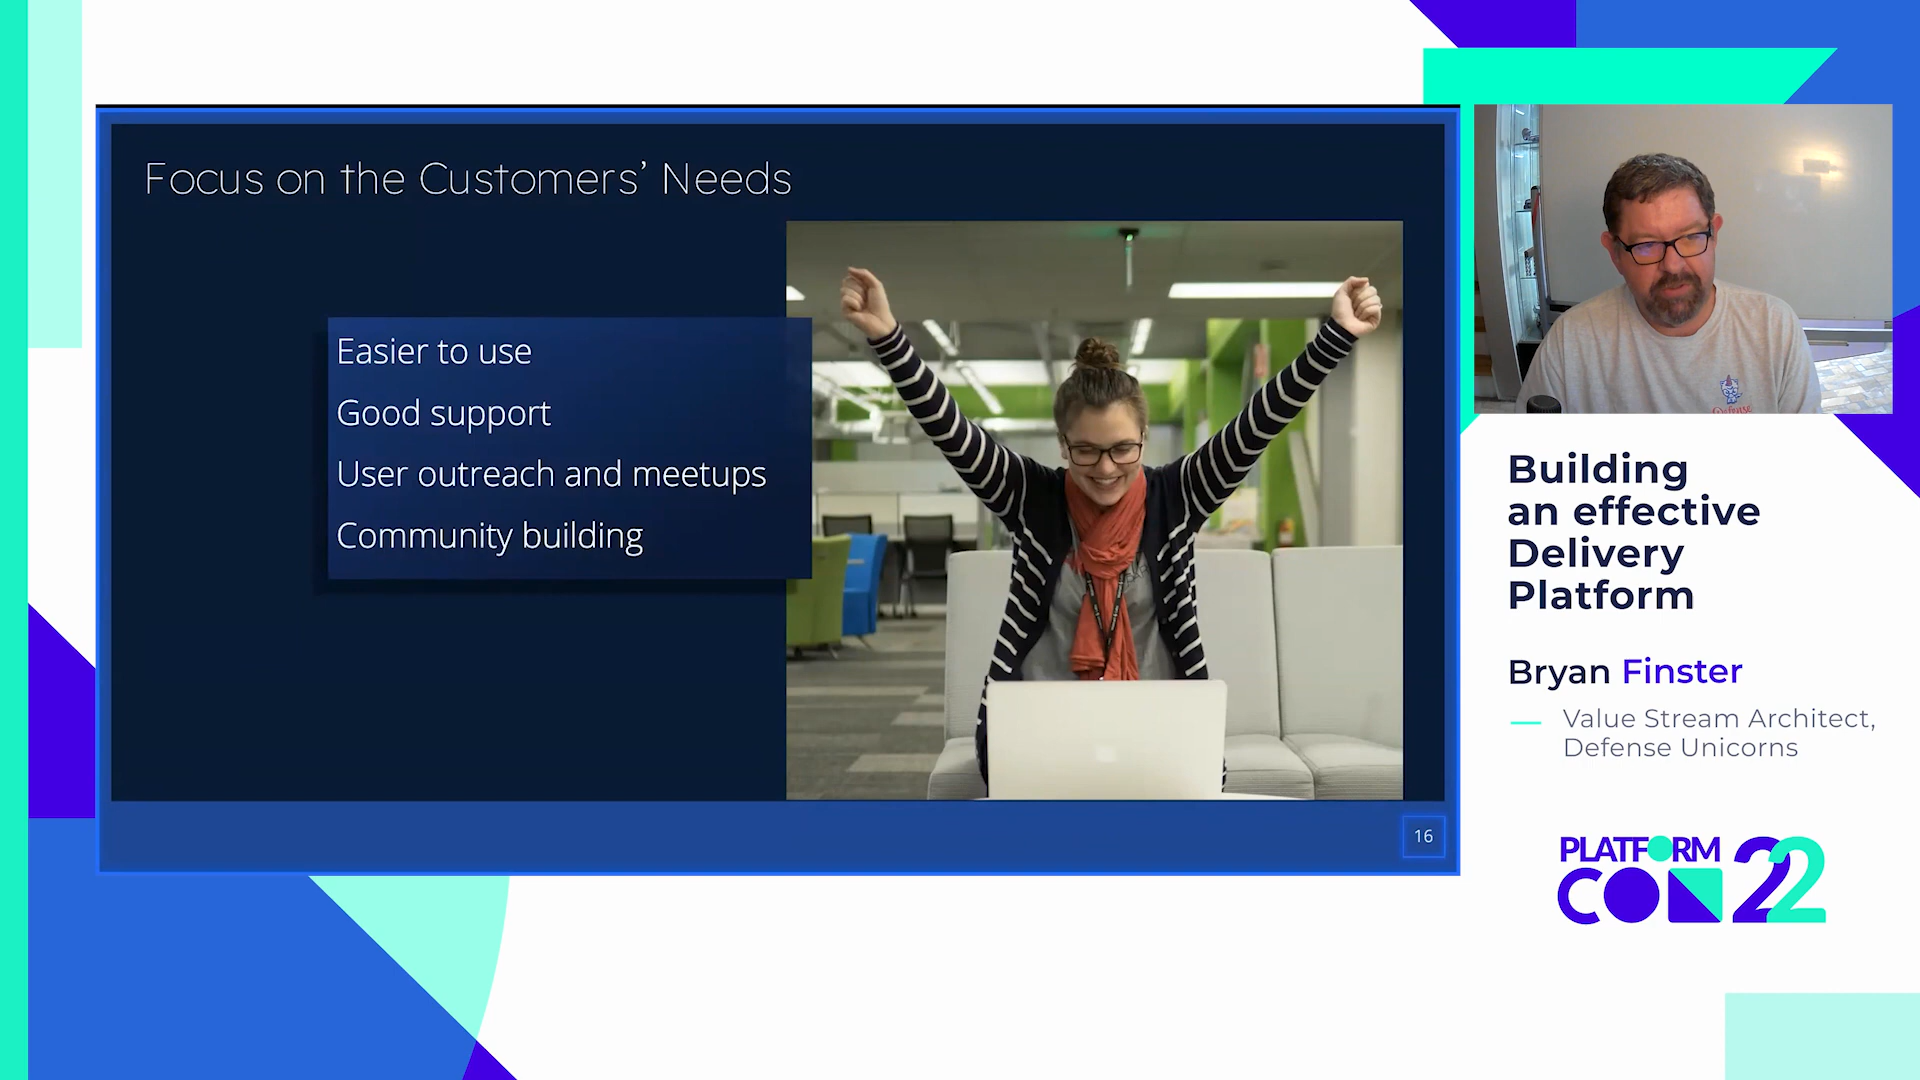 Focus on the Customers’ Needs
Easier to use
Good support
User outreach and meetups
Community building
16
Defense
Building
an effective
Delivery
Platform
Bryan Finster
Value Stream Architect,
Defense Unicorns
PLATFORM
CON 22